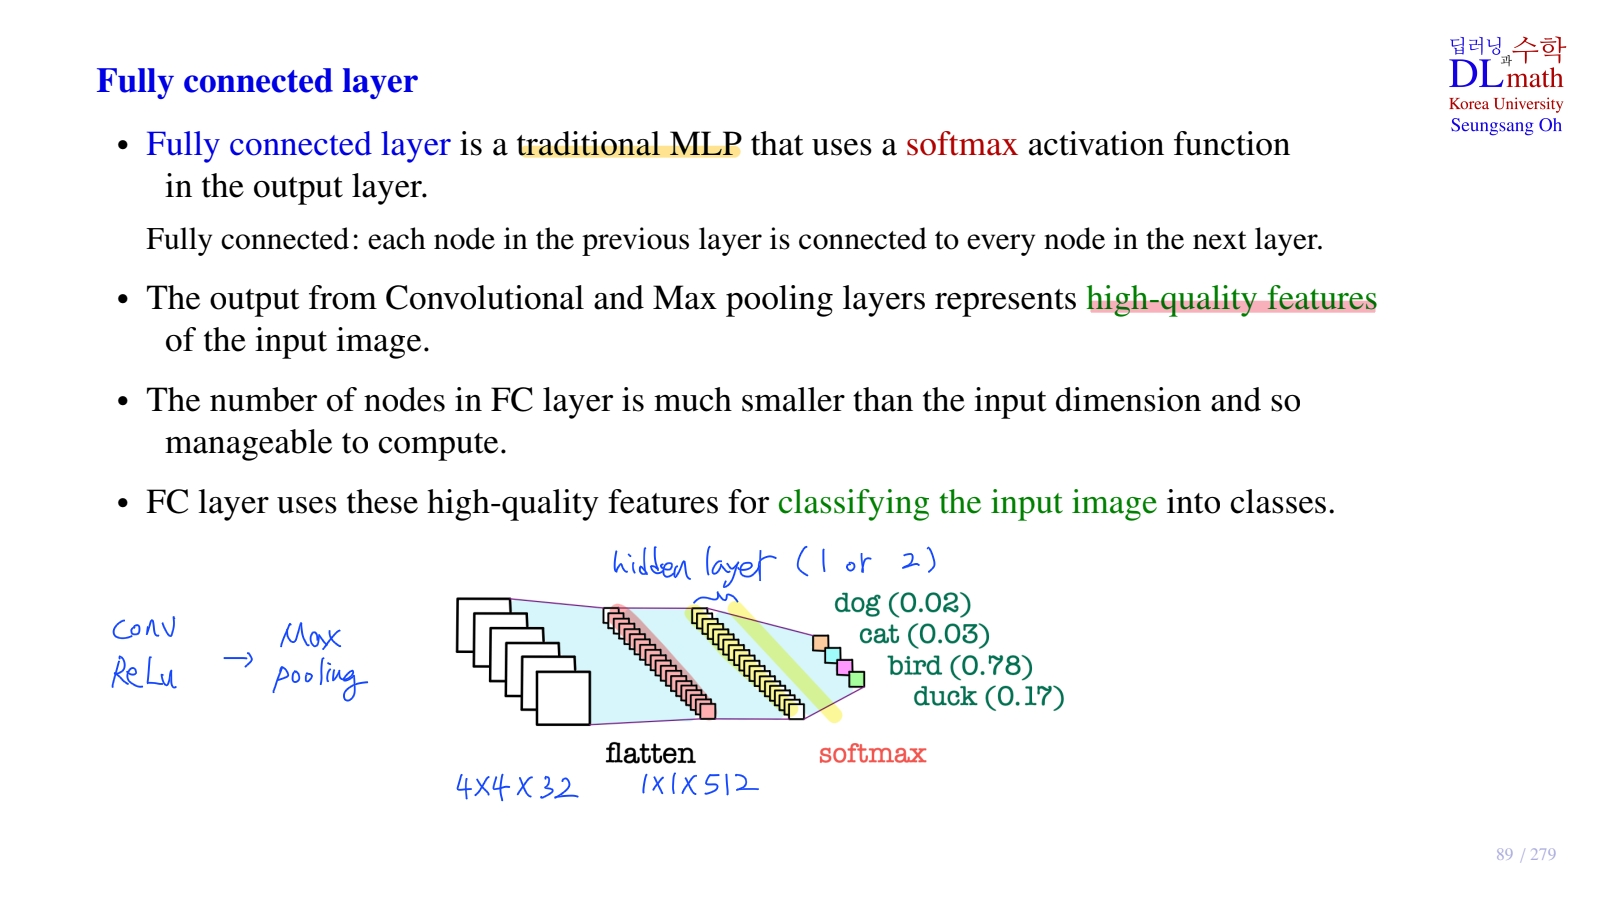 딥러닝과 수학
DL math
Korea University
Seungsang Oh
Fully connected layer
• Fully connected layer is a traditional MLP that uses a softmax activation function
in the output layer.
Fully connected: each node in the previous layer is connected to every node in the next layer.
• The output from Convolutional and Max pooling layers represents high-quality features
of the input image.
• The number of nodes in FC layer is much smaller than the input dimension and so
manageable to compute.
• FC layer uses these high-quality features for classifying the input image into classes.
hidden layer (1 or 2)
conv
ReLu
→
Max
pooling
dog (0.02)
cat (0.03)
bird (0.78)
duck (0.17)
flatten
softmax
4X4X32
1X1X512
89 / 279